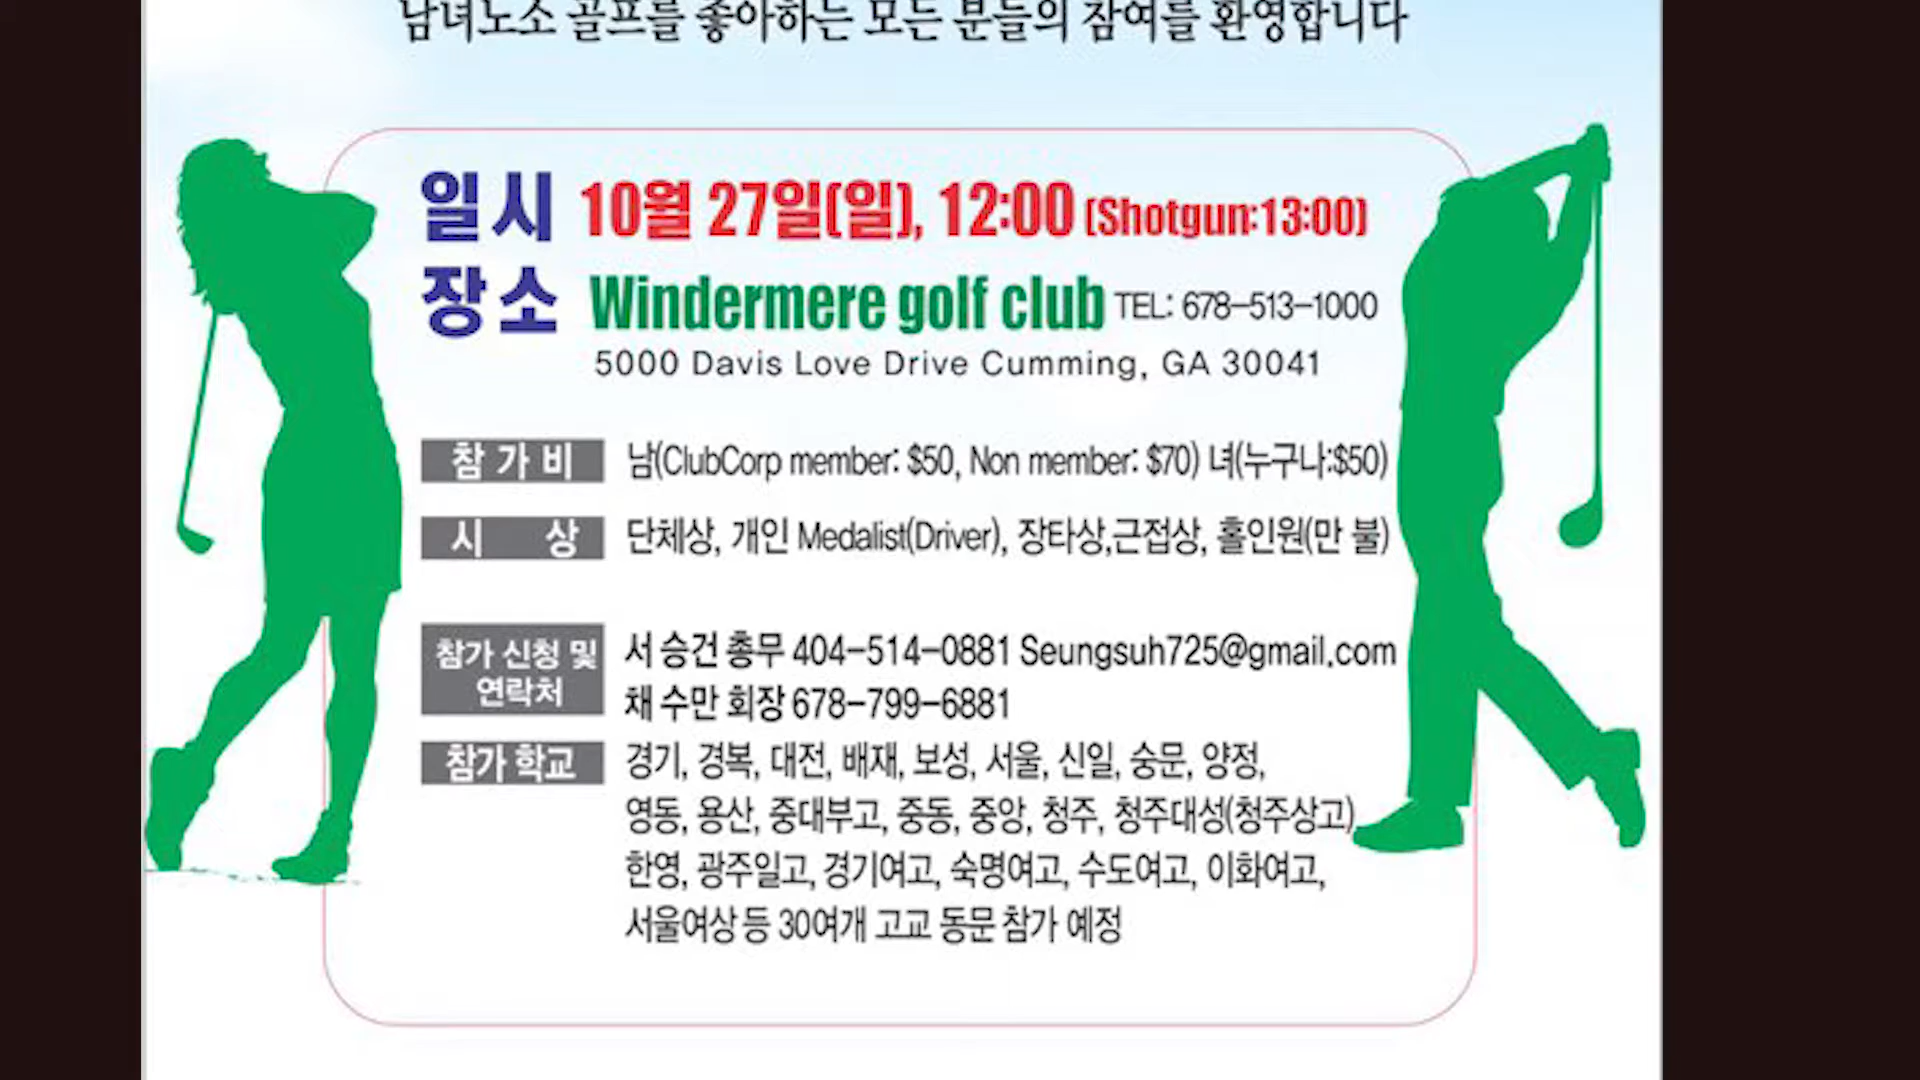 남녀노소 골프를 좋아하는 모든 분들의 참여를 환영합니다
일시 10월 27일(일), 12:00 (Shotgun:13:00)
장소 Windermere golf club TEL: 678-513-1000
5000 Davis Love Drive Cumming, GA 30041
참가비 남(ClubCorp member: $50, Non member: $70) 녀(누구나:$50)
시 상 단체상, 개인 Medalist(Driver), 장타상,근접상, 홀인원(만 불)
참가 신청 및 연락처 서 승건 총무 404-514-0881 Seungsuh725@gmail.com
채 수만 회장 678-799-6881
참가 학교 경기, 경복, 대전, 배재, 보성, 서울, 신일, 숭문, 양정,
영동, 용산, 중대부고, 중동, 중앙, 청주, 청주대성(청주상고)
한영, 광주일고, 경기여고, 숙명여고, 수도여고, 이화여고,
서울여상 등 30여개 고교 동문 참가 예정